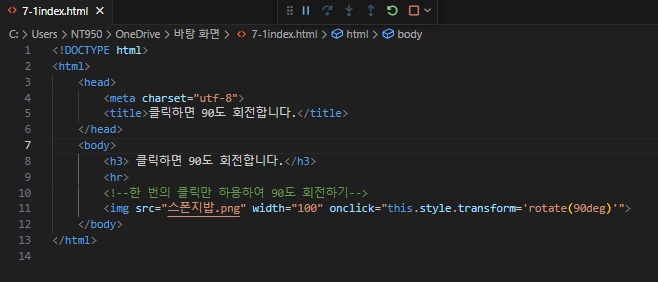 7-1index.html
C: > Users > NT950 > OneDrive > 바탕 화면 > 7-1index.html > html > body
1 <!DOCTYPE html>
2 <html>
3 <head>
4 <meta charset="utf-8">
5 <title>클릭하면 90도 회전합니다.</title>
6 </head>
7 <body>
8 <h3> 클릭하면 90도 회전합니다.</h3>
9 <hr>
10 <!--한 번의 클릭만 하용하여 90도 회전하기-->
11 <img src="스폰지밥.png" width="100" onclick="this.style.transform='rotate(90deg)'">
12 </body>
13 </html>
14